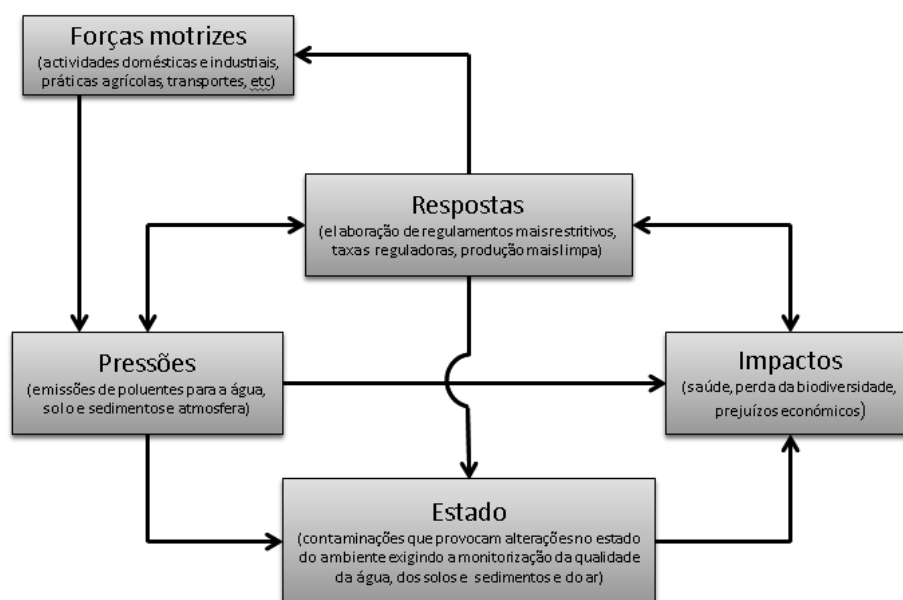 Forças motrizes
(actividades domésticas e industriais,
práticas agrícolas, transportes, etc)
Respostas
(elaboração de regulamentos mais restritivos,
taxas reguladoras, produção mais limpa)
Pressões
(emissões de poluentes para a água,
solo e sedimentos e atmosfera)
Impactos
(saúde, perda da biodiversidade,
prejuízos económicos)
Estado
(contaminações que provocam alterações no estado
do ambiente exigindo a monitorização da qualidade
da água, dos solos e sedimentos e do ar)